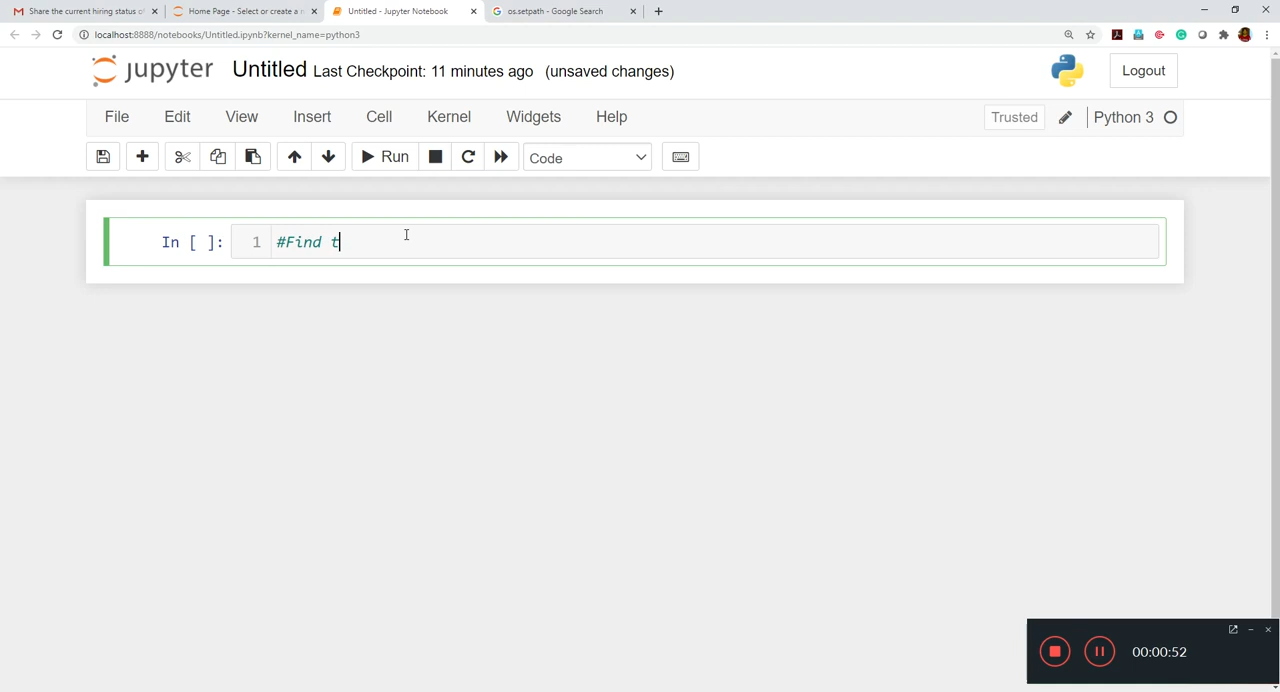 Share the current hiring status o
Home Page - Select or create a n
Untitled - Jupyter Notebook
os.setpath - Google Search
localhost:8888/notebooks/Untitled.ipynb?kernel_name=python3
jupyter Untitled Last Checkpoint: 11 minutes ago (unsaved changes)
Logout
File Edit View Insert Cell Kernel Widgets Help
Trusted
Python 3
Run
Code
In [ ]: 1 #Find t
00:00:52